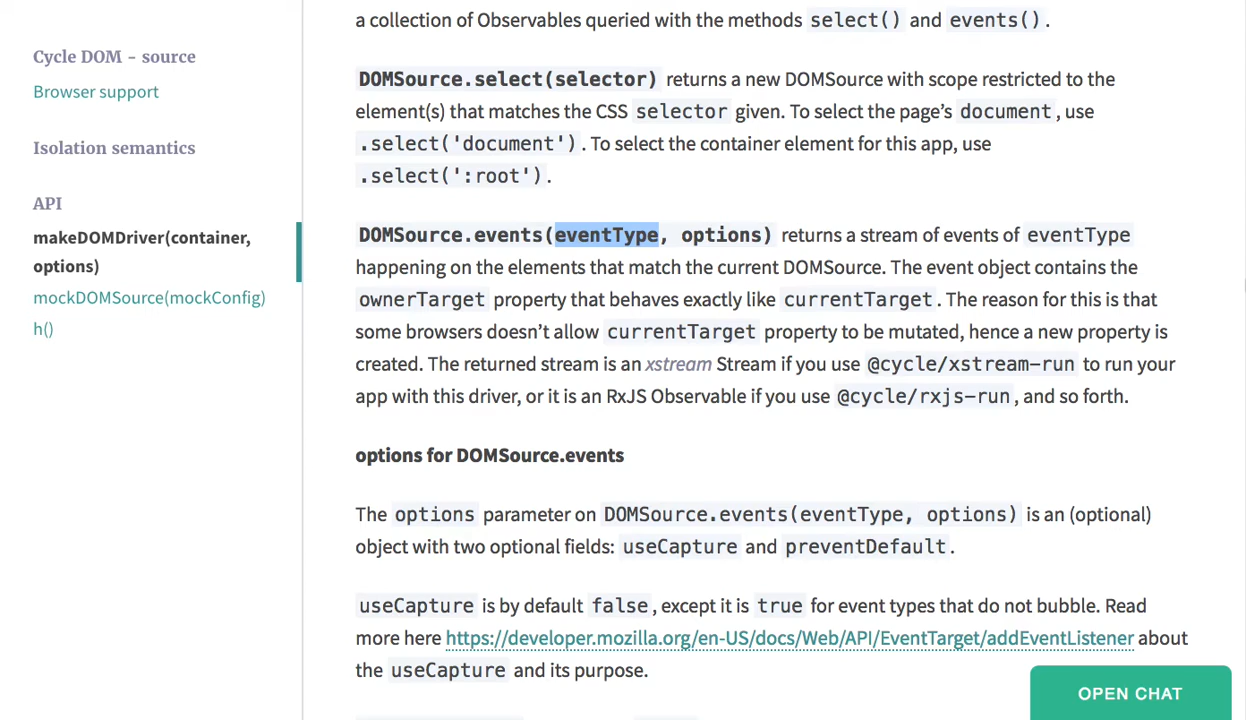 Cycle DOM - source
Browser support
Isolation semantics
API
makeDOMDriver(container,
options)
mockDOMSource(mockConfig)
h()
a collection of Observables queried with the methods select() and events().
DOMSource.select(selector) returns a new DOMSource with scope restricted to the
element(s) that matches the CSS selector given. To select the page’s document, use
.select('document'). To select the container element for this app, use
.select(':root').
DOMSource.events(eventType, options) returns a stream of events of eventType
happening on the elements that match the current DOMSource. The event object contains the
ownerTarget property that behaves exactly like currentTarget. The reason for this is that
some browsers doesn’t allow currentTarget property to be mutated, hence a new property is
created. The returned stream is an xstream Stream if you use @cycle/xstream-run to run your
app with this driver, or it is an RxJS Observable if you use @cycle/rxjs-run, and so forth.
options for DOMSource.events
The options parameter on DOMSource.events(eventType, options) is an (optional)
object with two optional fields: useCapture and preventDefault.
useCapture is by default false, except it is true for event types that do not bubble. Read
more here https://developer.mozilla.org/en-US/docs/Web/API/EventTarget/addEventListener about
the useCapture and its purpose.
OPEN CHAT